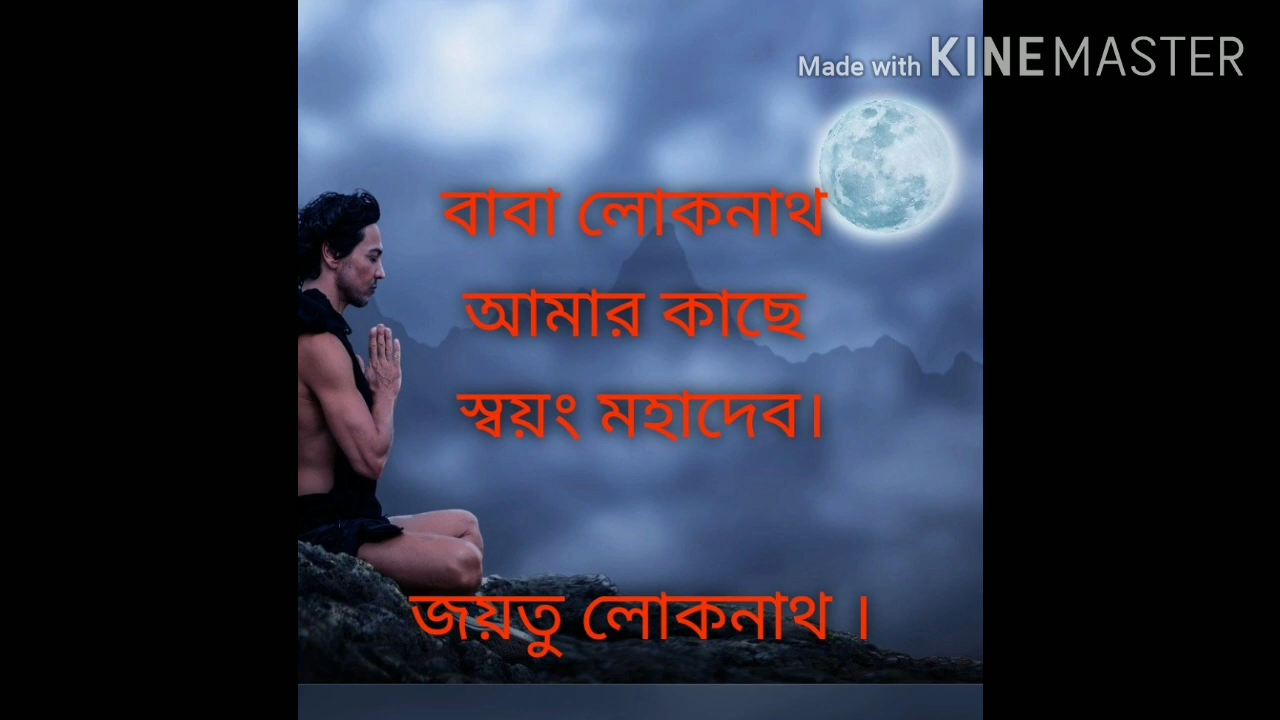 Made with KINEMASTER
বাবা লোকনাথ
আমার কাছে
স্বয়ং মহাদেব।
জয়তু লোকনাথ ।